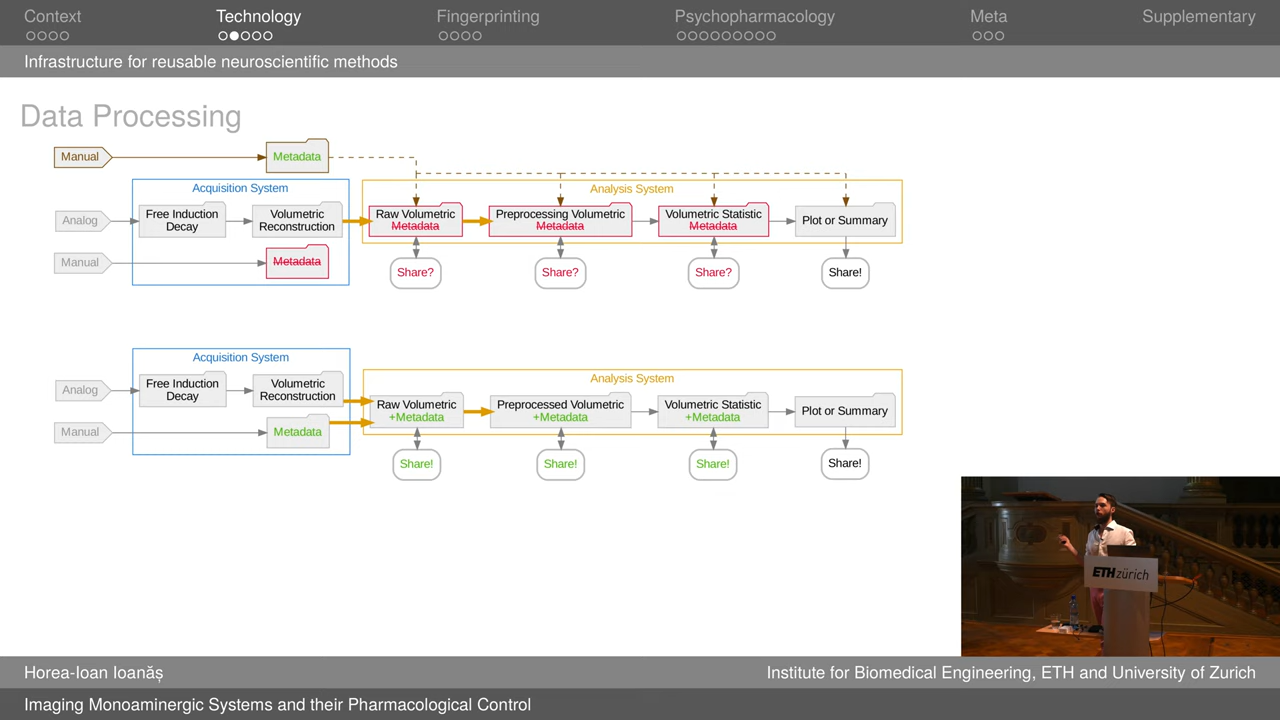 Context
Technology
Fingerprinting
Psychopharmacology
Meta
Supplementary
Infrastructure for reusable neuroscientific methods
Data Processing
Manual
Metadata
Acquisition System
Analysis System
Analog
Free Induction
Decay
Volumetric
Reconstruction
Raw Volumetric
Metadata
Preprocessing Volumetric
Metadata
Volumetric Statistic
Metadata
Plot or Summary
Manual
Metadata
Share?
Share?
Share?
Share!
Acquisition System
Analysis System
Analog
Free Induction
Decay
Volumetric
Reconstruction
Raw Volumetric
+Metadata
Preprocessed Volumetric
+Metadata
Volumetric Statistic
+Metadata
Plot or Summary
Manual
Metadata
Share!
Share!
Share!
Share!
ETH zürich
Horea-Ioan Ioanăș
Institute for Biomedical Engineering, ETH and University of Zurich
Imaging Monoaminergic Systems and their Pharmacological Control